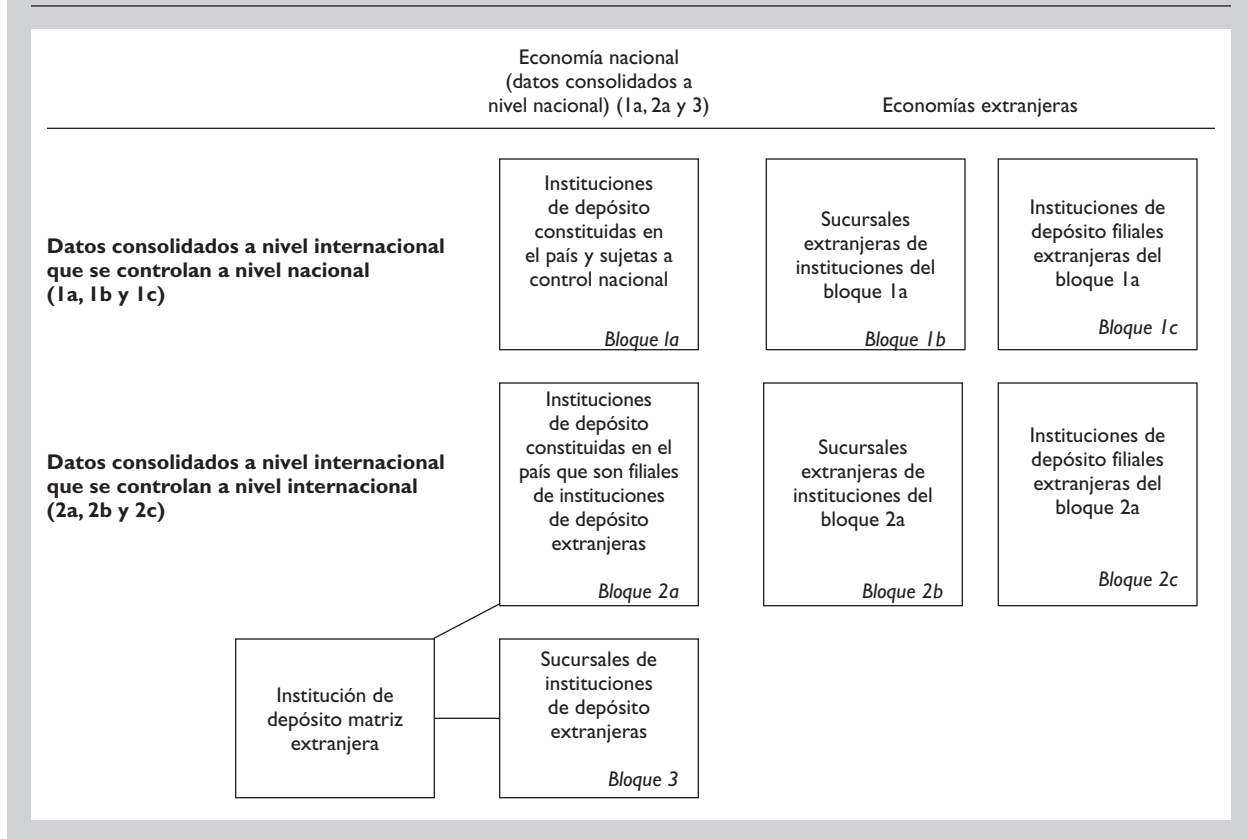 Economía nacional
(datos consolidados a
nivel nacional) (1a, 2a y 3)
Economías extranjeras
Datos consolidados a nivel internacional
que se controlan a nivel nacional
(1a, 1b y 1c)
Instituciones
de depósito
constituidas en
el país y sujetas a
control nacional
Bloque 1a
Sucursales
extranjeras de
instituciones del
bloque 1a
Bloque 1b
Instituciones de
depósito filiales
extranjeras del
bloque 1a
Bloque 1c
Datos consolidados a nivel internacional
que se controlan a nivel internacional
(2a, 2b y 2c)
Instituciones
de depósito
constituidas en el
país que son filiales
de instituciones
de depósito
extranjeras
Bloque 2a
Sucursales
extranjeras de
instituciones del
bloque 2a
Bloque 2b
Instituciones de
depósito filiales
extranjeras del
bloque 2a
Bloque 2c
Institución de
depósito matriz
extranjera
Sucursales de
instituciones
de depósito
extranjeras
Bloque 3